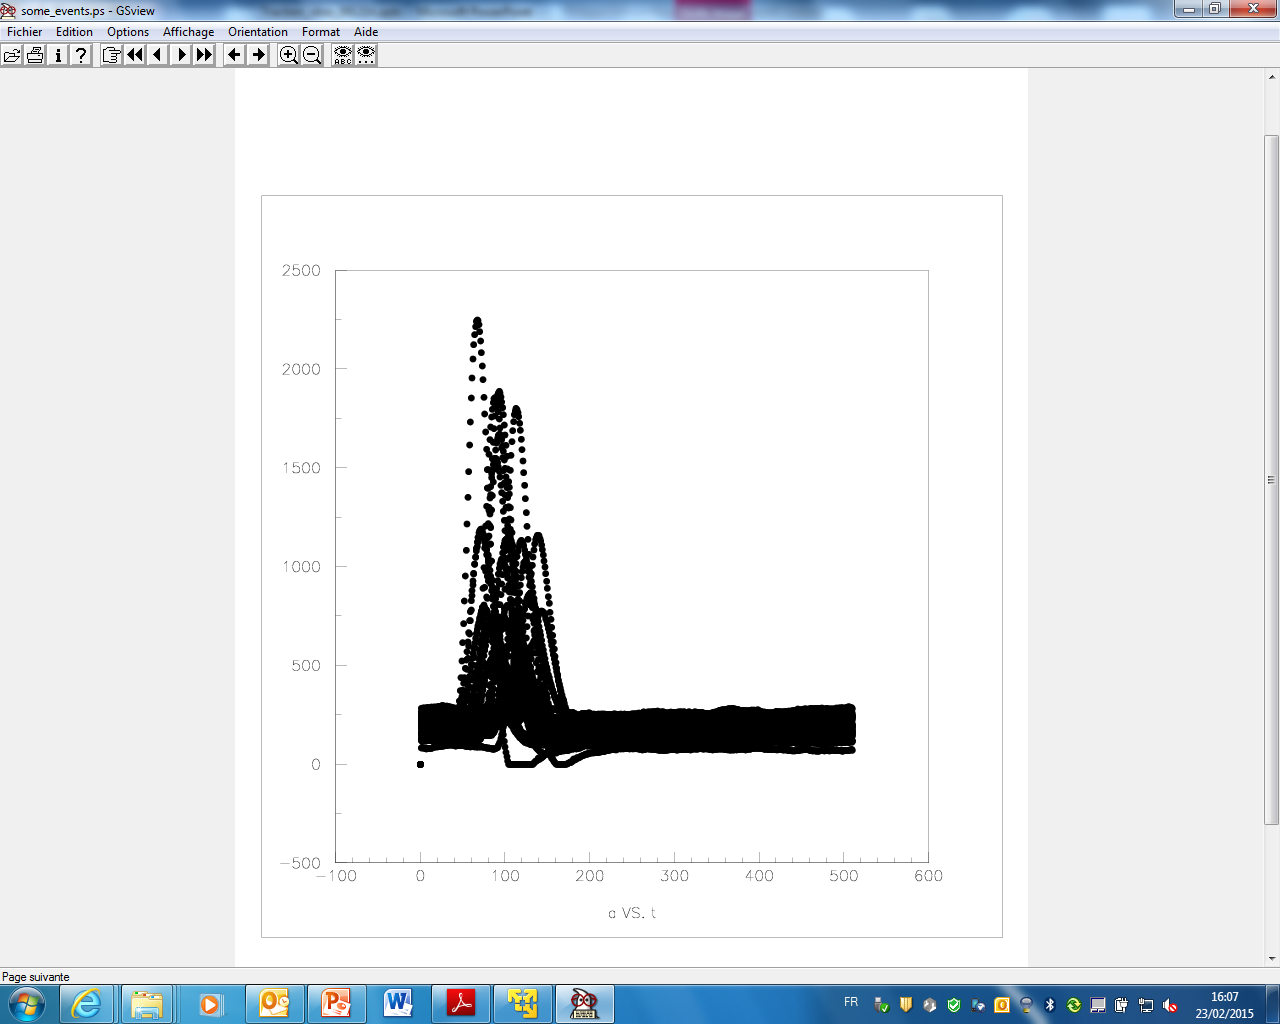 some_events.ps - GSview
Fichier Edition Options Affichage Orientation Format Aide
i ?
ABC
2500
2000
1500
1000
500
0
-500
-100 0 100 200 300 400 500 600
a VS. t
Page suivante
FR
16:07
23/02/2015